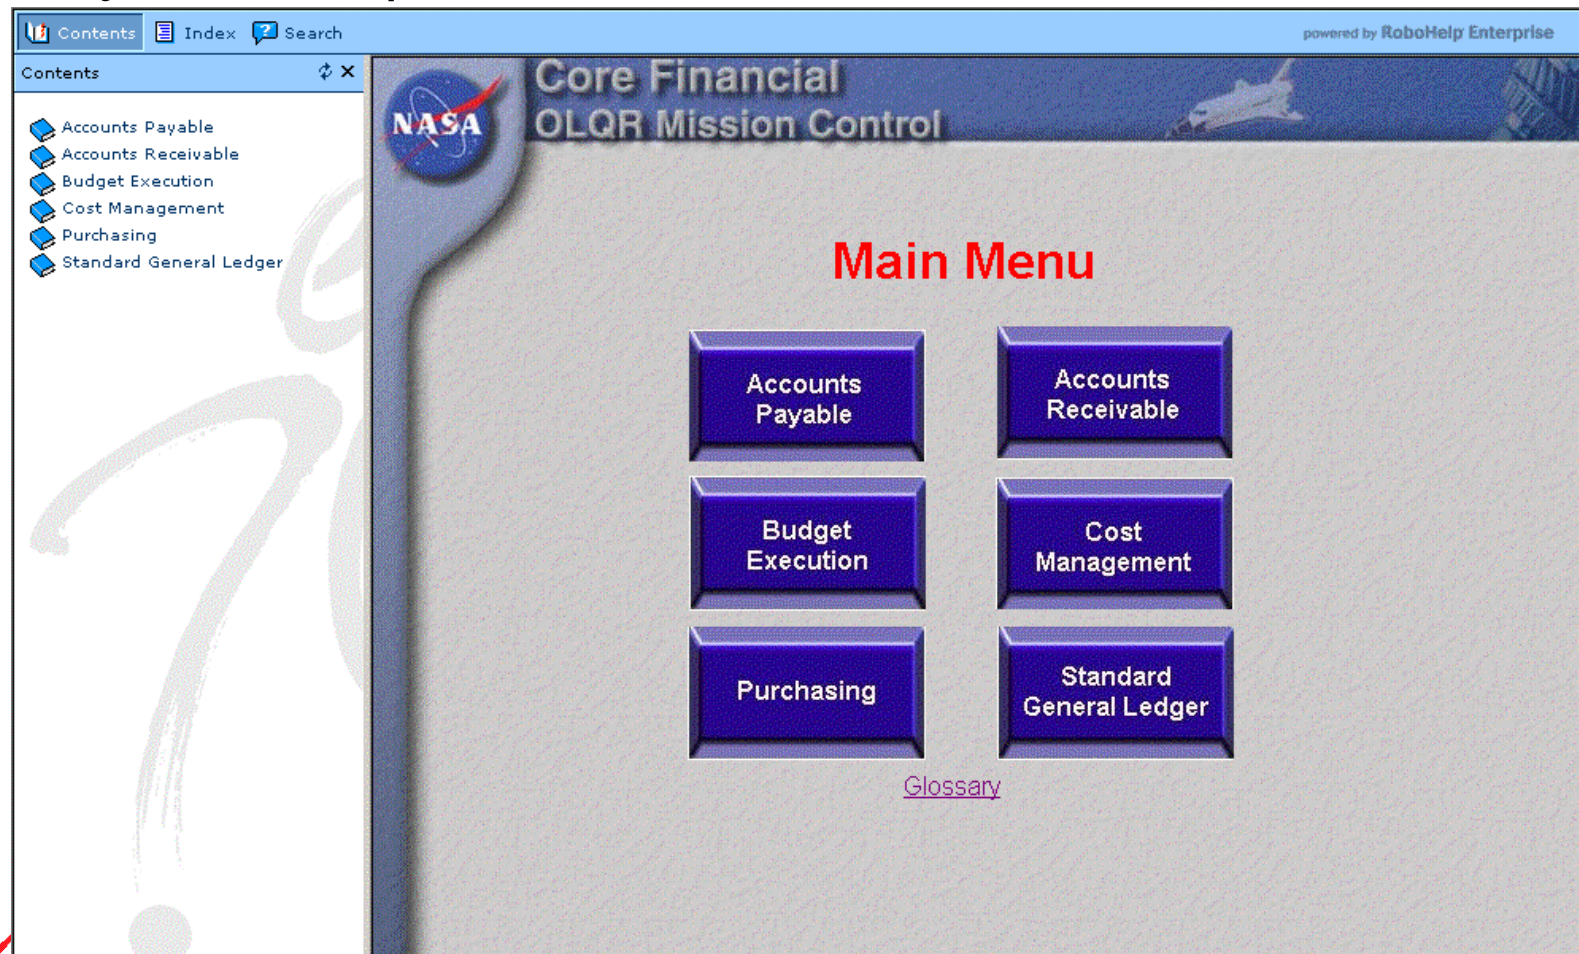 Contents Index Search
powered by RoboHelp Enterprise
Contents
Accounts Payable
Accounts Receivable
Budget Execution
Cost Management
Purchasing
Standard General Ledger
NASA
Core Financial
OLQR Mission Control
Main Menu
Accounts
Payable
Accounts
Receivable
Budget
Execution
Cost
Management
Purchasing
Standard
General Ledger
Glossary